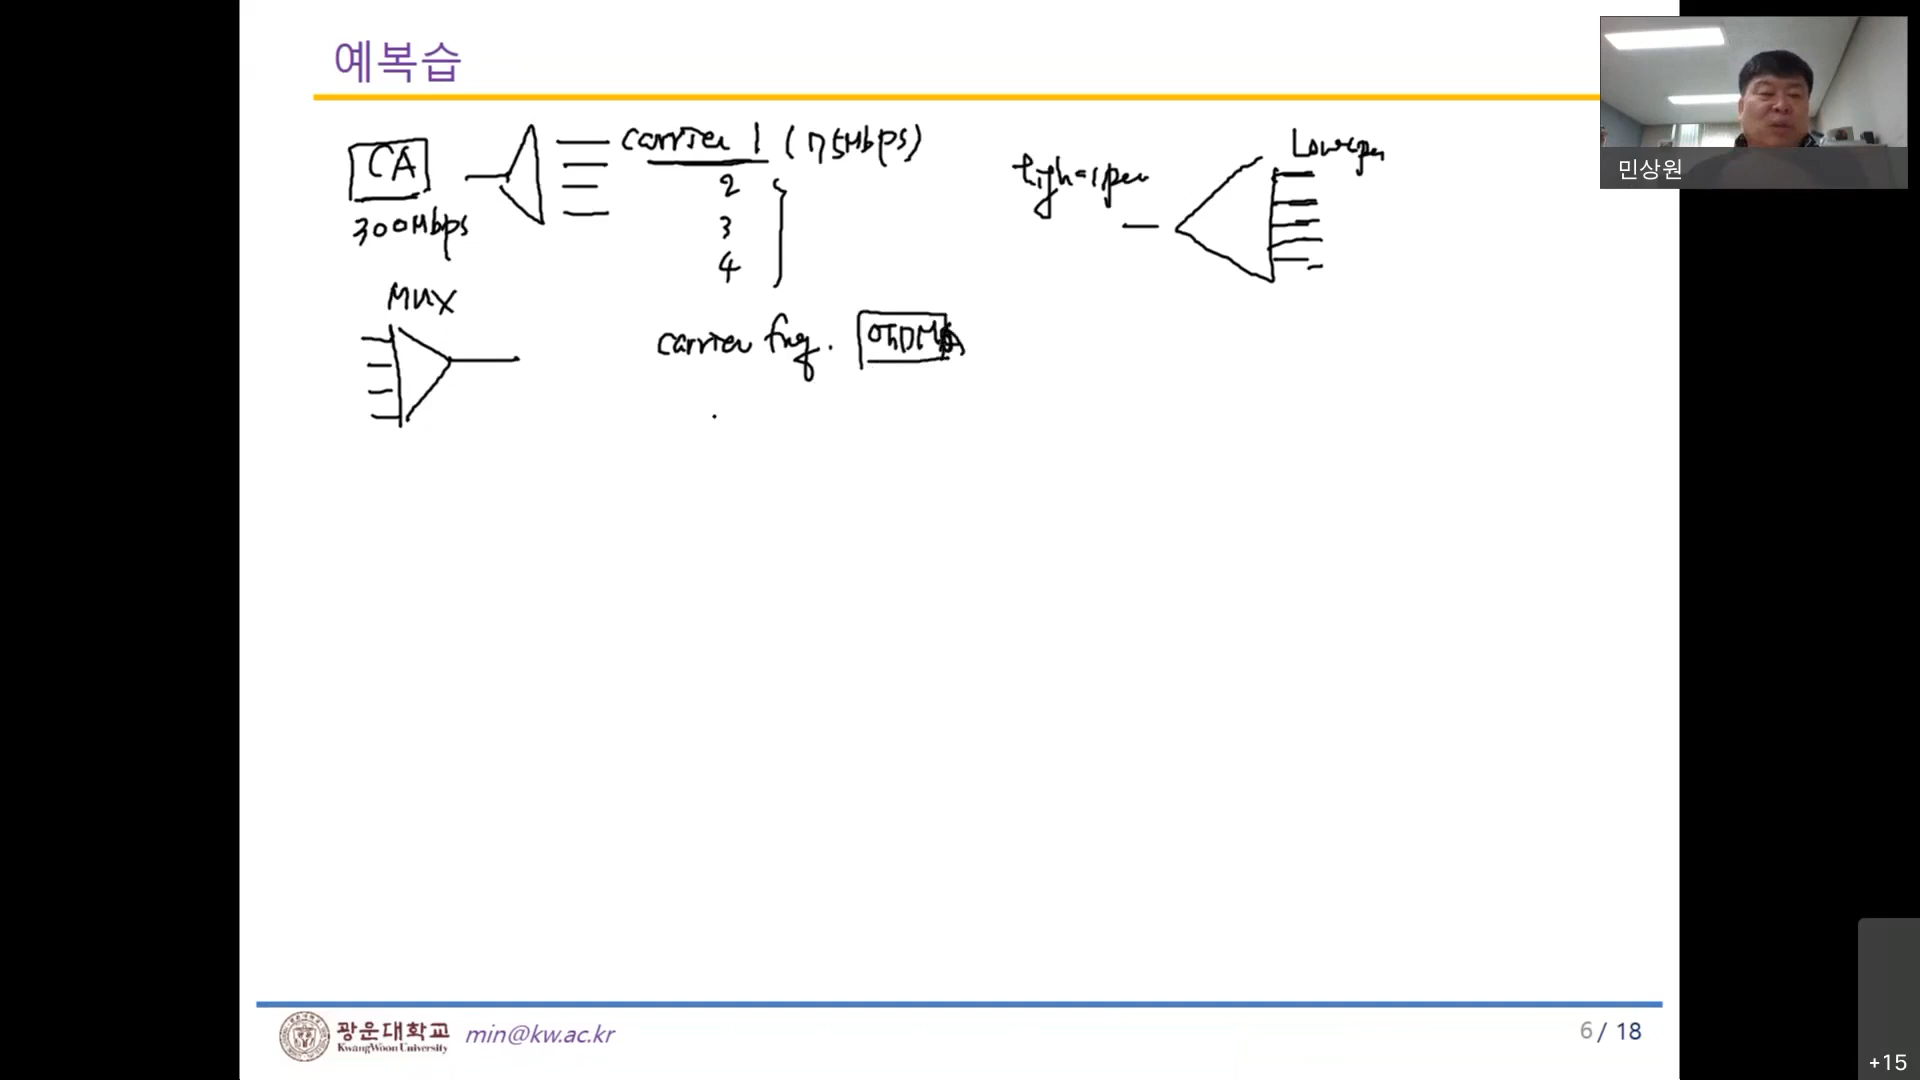 예복습
CA
300Mbps
carrier 1 (75Mbps)
2
3
4
MUX
carrier freq.
OFDMA
민상원
광운대학교
KwangWoon University
min@kw.ac.kr
6 / 18
+15